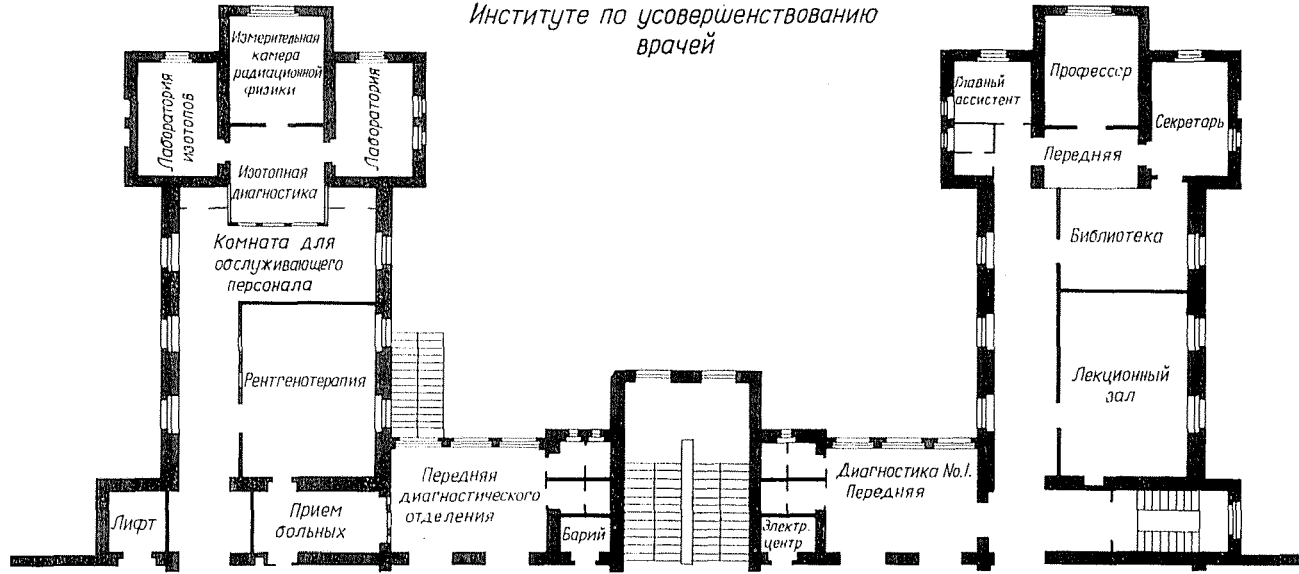 Институте по усовершенствованию
врачей
Измерительная
камера
радиационной
физики
Лаборатория
изотопов
Лаборатория
Изотопная
диагностика
Комната для
обслуживающего
персонала
Рентгенотерапия
Лифт
Прием
больных
Передняя
диагностического
отделения
Барий
Электр.
центр
Диагностика No.1.
Передняя
Главный
ассистент
Профессор
Секретарь
Передняя
Библиотека
Лекционный
зал